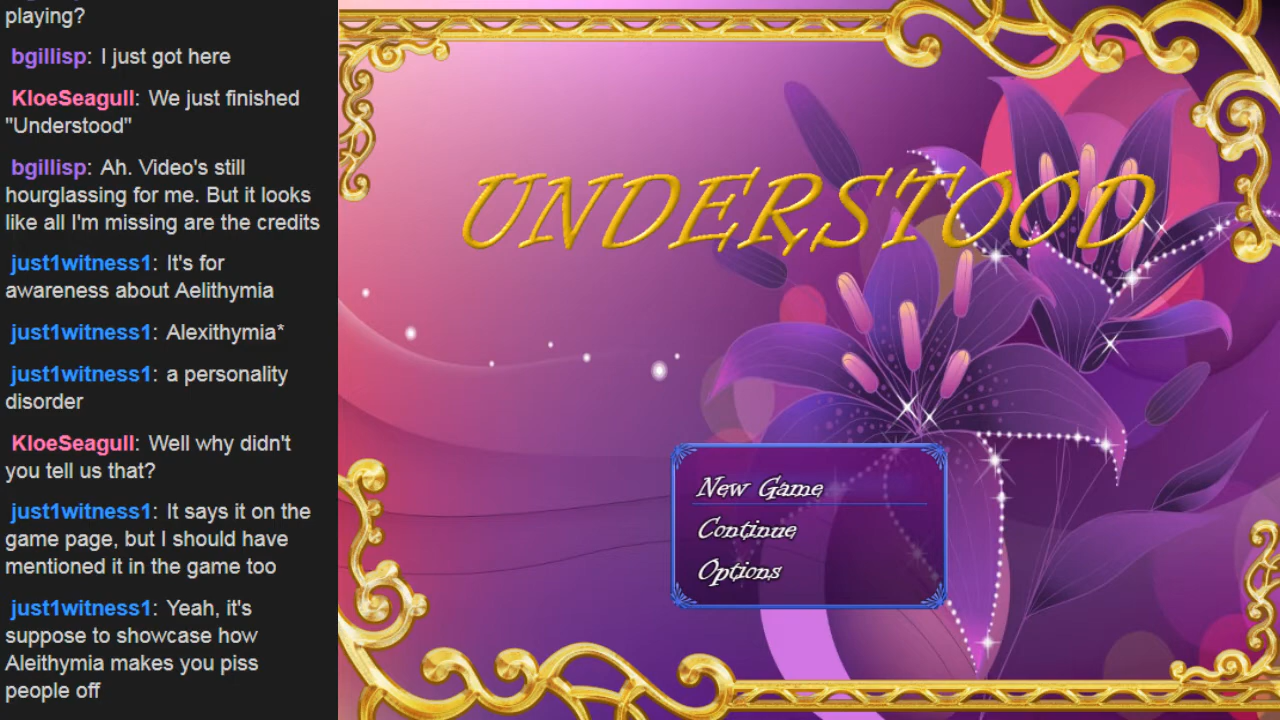 playing?
bgillisp: I just got here
KloeSeagull: We just finished
"Understood"
bgillisp: Ah. Video's still
hourglassing for me. But it looks
like all I'm missing are the credits
just1witness1: It's for
awareness about Aelithymia
just1witness1: Alexithymia*
just1witness1: a personality
disorder
KloeSeagull: Well why didn't
you tell us that?
just1witness1: It says it on the
game page, but I should have
mentioned it in the game too
just1witness1: Yeah, it's
suppose to showcase how
Aleithymia makes you piss
people off
UNDERSTOOD
New Game
Continue
Options